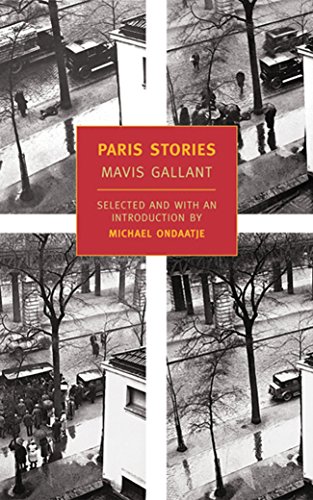 PARIS STORIES
MAVIS GALLANT
SELECTED AND WITH AN
INTRODUCTION BY
MICHAEL ONDAATJE